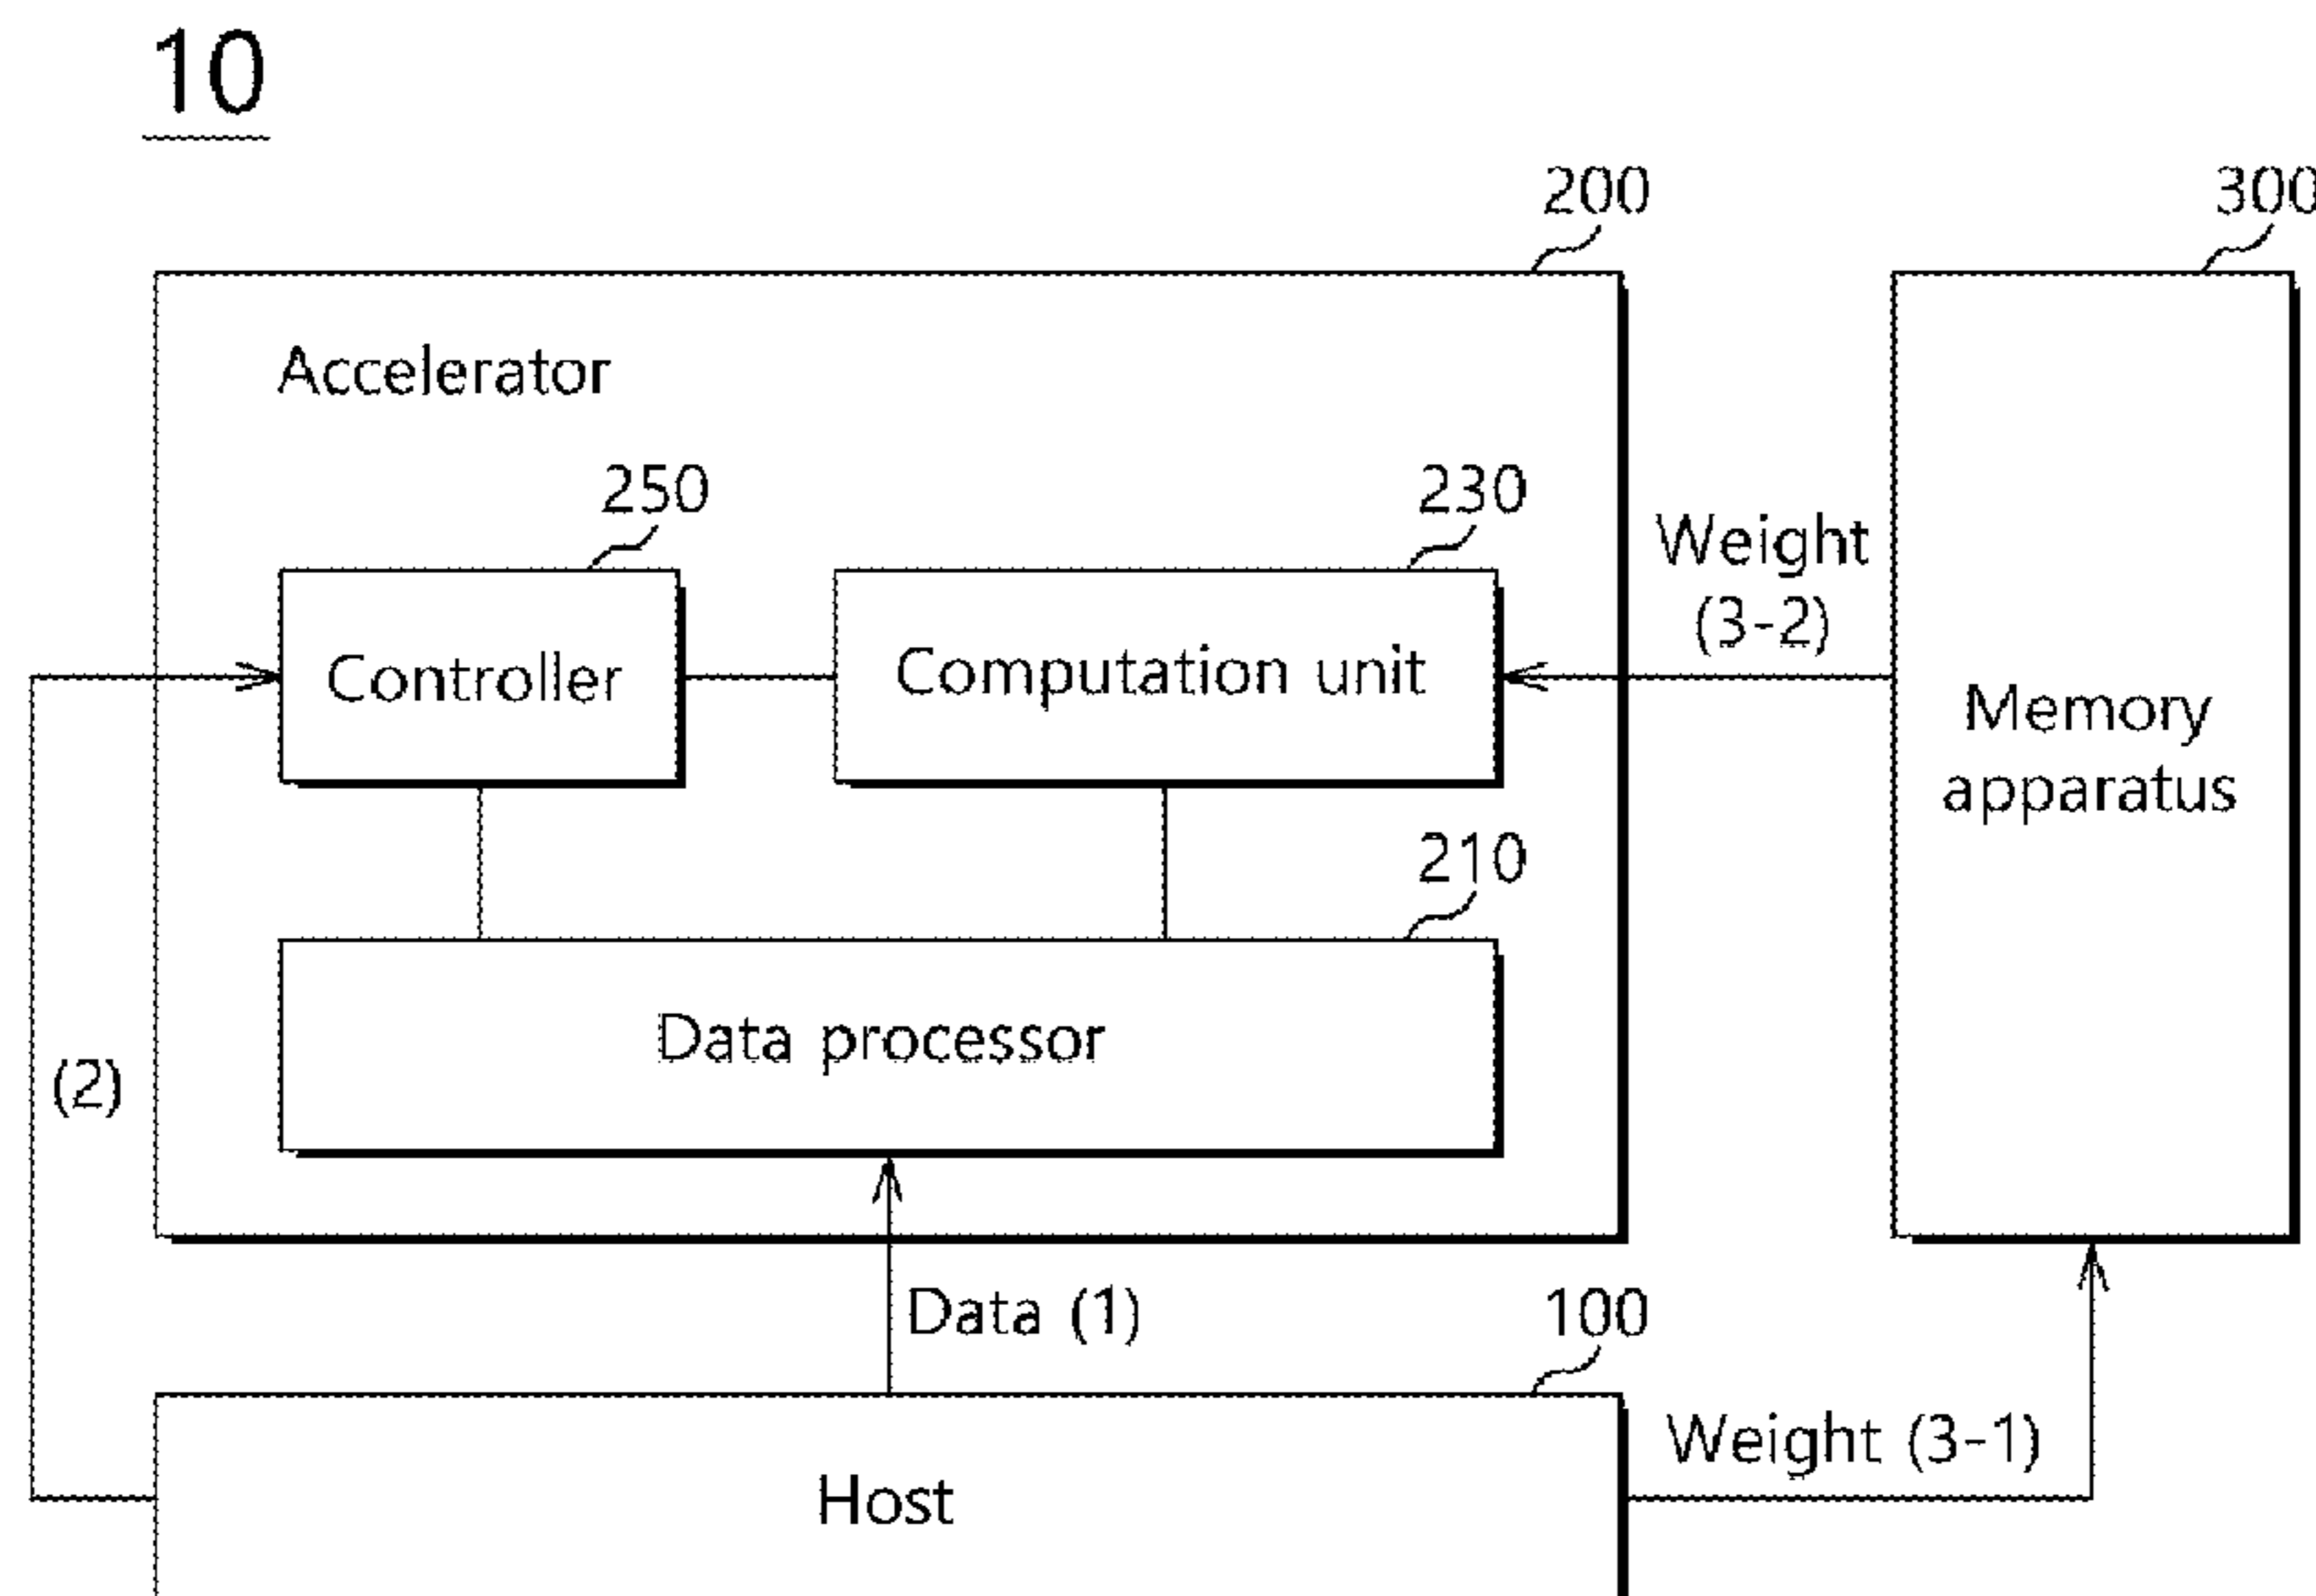 10
200
300
Accelerator
250
230
Weight
(3-2)
Controller
Computation unit
Memory
apparatus
210
Data processor
(2)
Data (1)
100
Weight (3-1)
Host